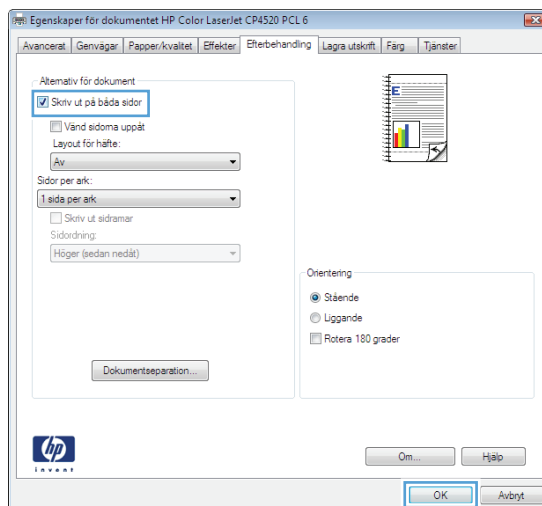 Egenskaper för dokumentet HP Color LaserJet CP4520 PCL 6
Avancerat Genvägar Papper/kvalitet Effekter Efterbehandling Lagra utskrift Färg Tjänster
Alternativ för dokument
Skriv ut på båda sidor
Vänd sidorna uppåt
Layout för häfte:
Av
Sidor per ark:
1 sida per ark
Skriv ut sidramar
Sidordning:
Höger (sedan nedåt)
Orientering
Stående
Liggande
Rotera 180 grader
Dokumentseparation...
E
hp
invent
Om... Hjälp
OK Avbryt